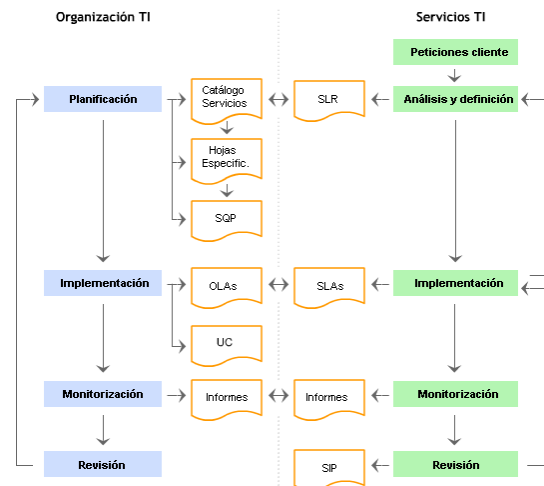 Organización TI
Servicios TI
Peticiones cliente
Planificación
Catálogo
Servicios
SLR
Análisis y definición
Hojas
Especific.
SQP
Implementación
OLAs
SLAs
Implementación
UC
Monitorización
Informes
Informes
Monitorización
Revisión
SIP
Revisión